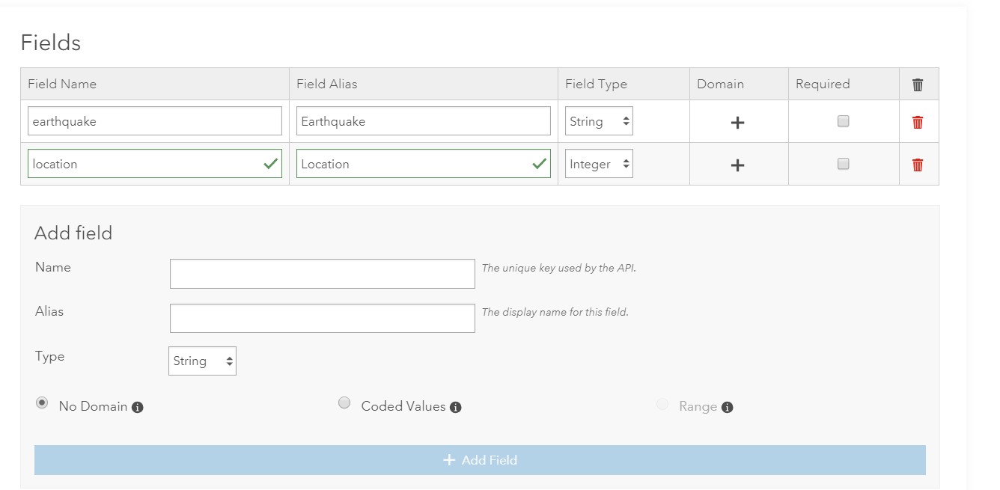 Fields
Field Name Field Alias Field Type Domain Required
earthquake Earthquake String
location Location Integer
Add field
Name The unique key used by the API.
Alias The display name for this field.
Type String
No Domain Coded Values Range
Add Field